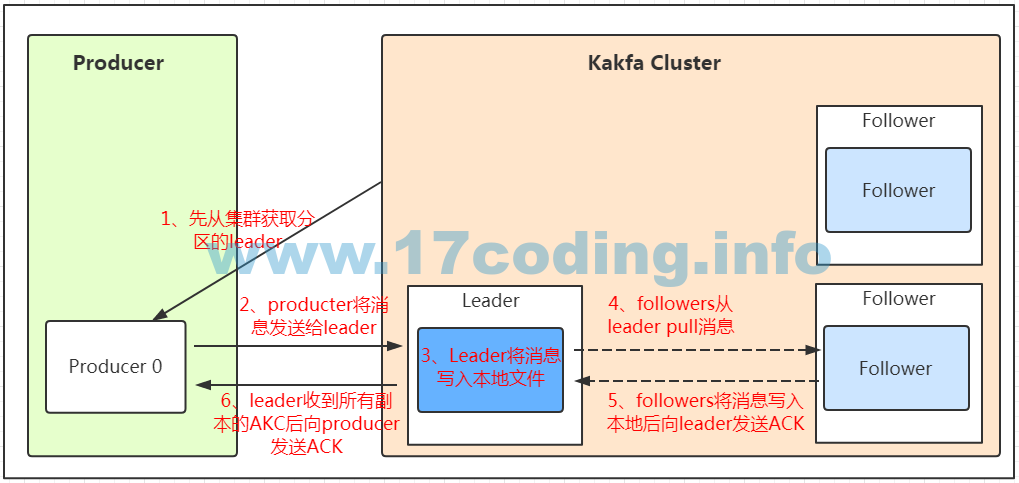 Producer
Kakfa Cluster
Follower
Follower
1、先从集群获取分
区的leader
www.17coding.info
2、producter将消
息发送给leader
Leader
4、followers从
leader pull消息
Follower
Producer 0
3、Leader将消息
写入本地文件
Follower
6、leader收到所有副
本的AKC后向producer
发送ACK
5、followers将消息写入
本地后向leader发送ACK